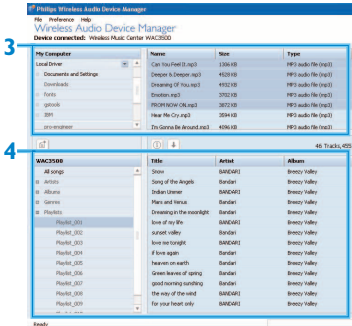 Philips Wireless Audio Device Manager
File Preference Help
Wireless Audio Device Manager
Device connected: Wireless Music Center WAC3500
3
My Computer Name Size Type
Local Driver Can You Feel It.mp3 1306 KB MP3 audio file (mp3)
Documents and Settings Deeper & Deeper.mp3 4528 KB MP3 audio file (mp3)
Downloads Dreaming Of You.mp3 4932 KB MP3 audio file (mp3)
Fonts Emotion.mp3 3702 KB MP3 audio file (mp3)
gstools FROM NOW ON.mp3 3872 KB MP3 audio file (mp3)
IBM Hear Me Cry.mp3 3094 KB MP3 audio file (mp3)
pro-engineer I'm Gonna Be Around.mp3 4096 KB MP3 audio file (mp3)
46 Tracks,455
4
WAC3500 Title Artist Album
All songs Snow BANDARI Breezy Valley
Artists Song of the Angels Bandari Breezy Valley
Albums Indian Ummer Bandari Breezy Valley
Genres Mars and Venus Bandari Breezy Valley
Playlists Dreaming in the moonlight Bandari Breezy Valley
Playlist_001 love of my life BANDARI Breezy Valley
Playlist_002 sunset valley Bandari Breezy Valley
Playlist_003 love me tonight BANDARI Breezy Valley
Playlist_004 if love again Bandari Breezy Valley
Playlist_005 heaven on earth Bandari Breezy Valley
Playlist_006 Green leaves of spring Bandari Breezy Valley
Playlist_007 good morning sunshing Bandari Breezy Valley
Playlist_008 the way of the wind BANDARI Breezy Valley
Playlist_009 for your heart only BANDARI Breezy Valley
Ready